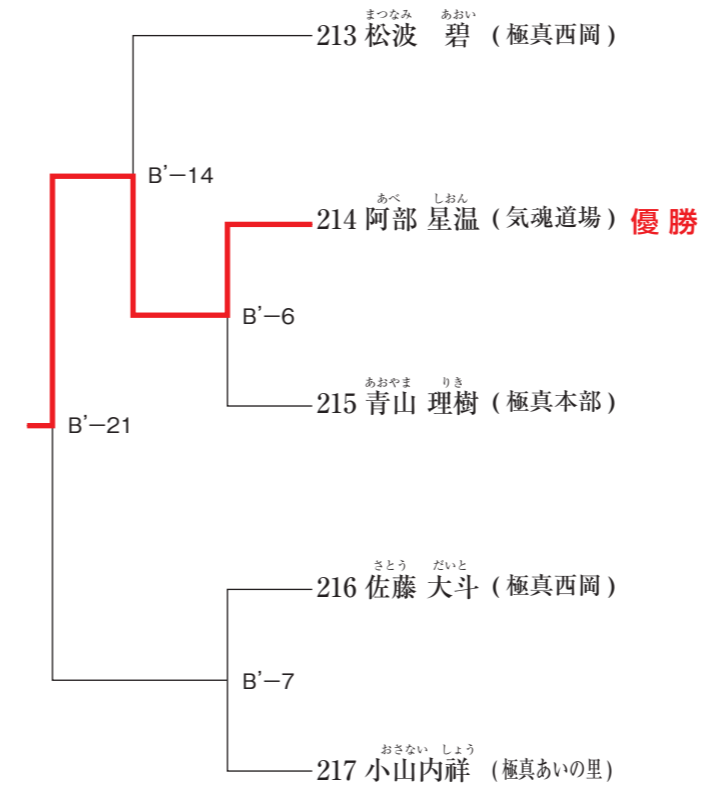 まつなみ あおい
213 松波 碧 (極真西岡)
B'−14
あべ しおん
214 阿部 星温 (気魂道場) 優勝
B'−6
あおやま りき
215 青山 理樹 (極真本部)
B'−21
さとう だいと
216 佐藤 大斗 (極真西岡)
B'−7
おさない しょう
217 小山内祥 (極真あいの里)